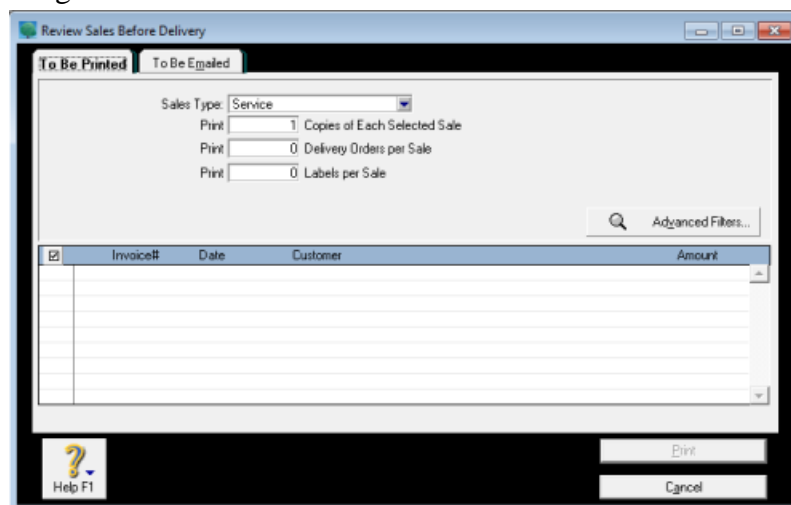 Review Sales Before Delivery
To Be Printed To Be Emailed
Sales Type: Service
Print 1 Copies of Each Selected Sale
Print 0 Delivery Orders per Sale
Print 0 Labels per Sale
Advanced Filters...
Invoice# Date Customer Amount
Print
Help F1
Cancel